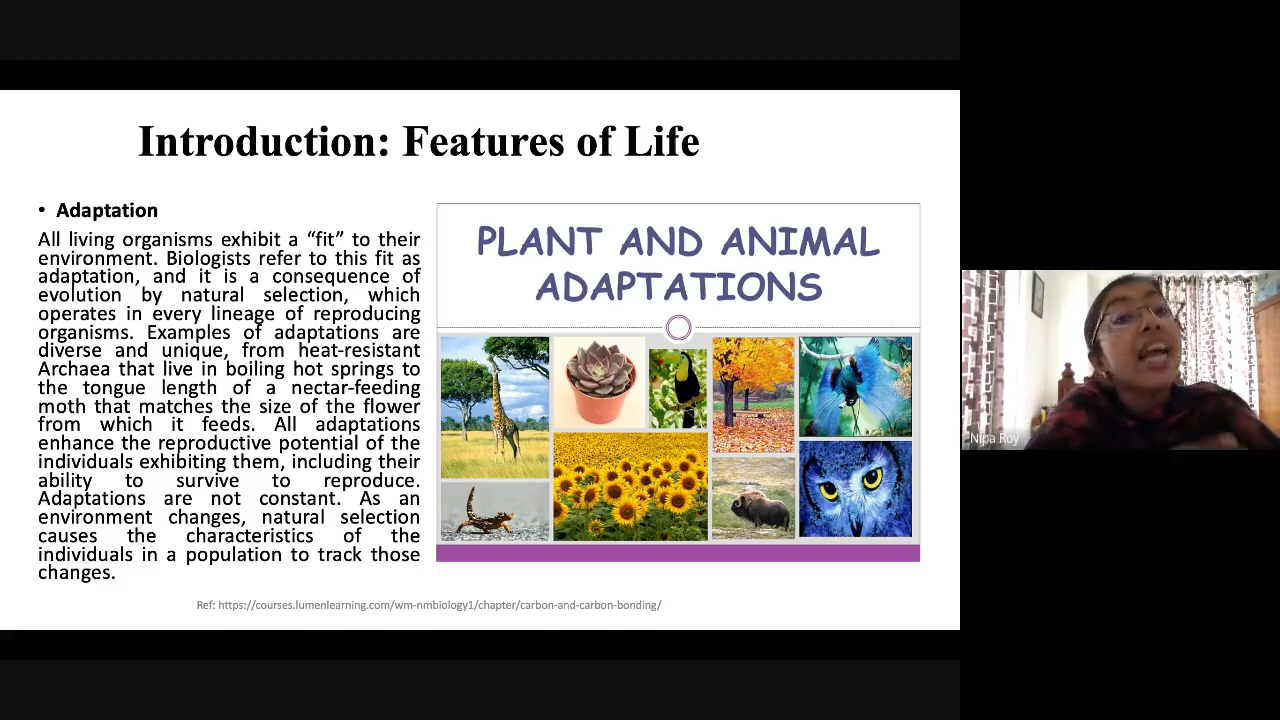 Introduction: Features of Life
• Adaptation
All living organisms exhibit a “fit” to their
environment. Biologists refer to this fit as
adaptation, and it is a consequence of
evolution by natural selection, which
operates in every lineage of reproducing
organisms. Examples of adaptations are
diverse and unique, from heat-resistant
Archaea that live in boiling hot springs to
the tongue length of a nectar-feeding
moth that matches the size of the flower
from which it feeds. All adaptations
enhance the reproductive potential of the
individuals exhibiting them, including their
ability to survive to reproduce.
Adaptations are not constant. As an
environment changes, natural selection
causes the characteristics of the
individuals in a population to track those
changes.
PLANT AND ANIMAL
ADAPTATIONS
Ref: https://courses.lumenlearning.com/wm-nmbiology1/chapter/carbon-and-carbon-bonding/
Nipa Roy